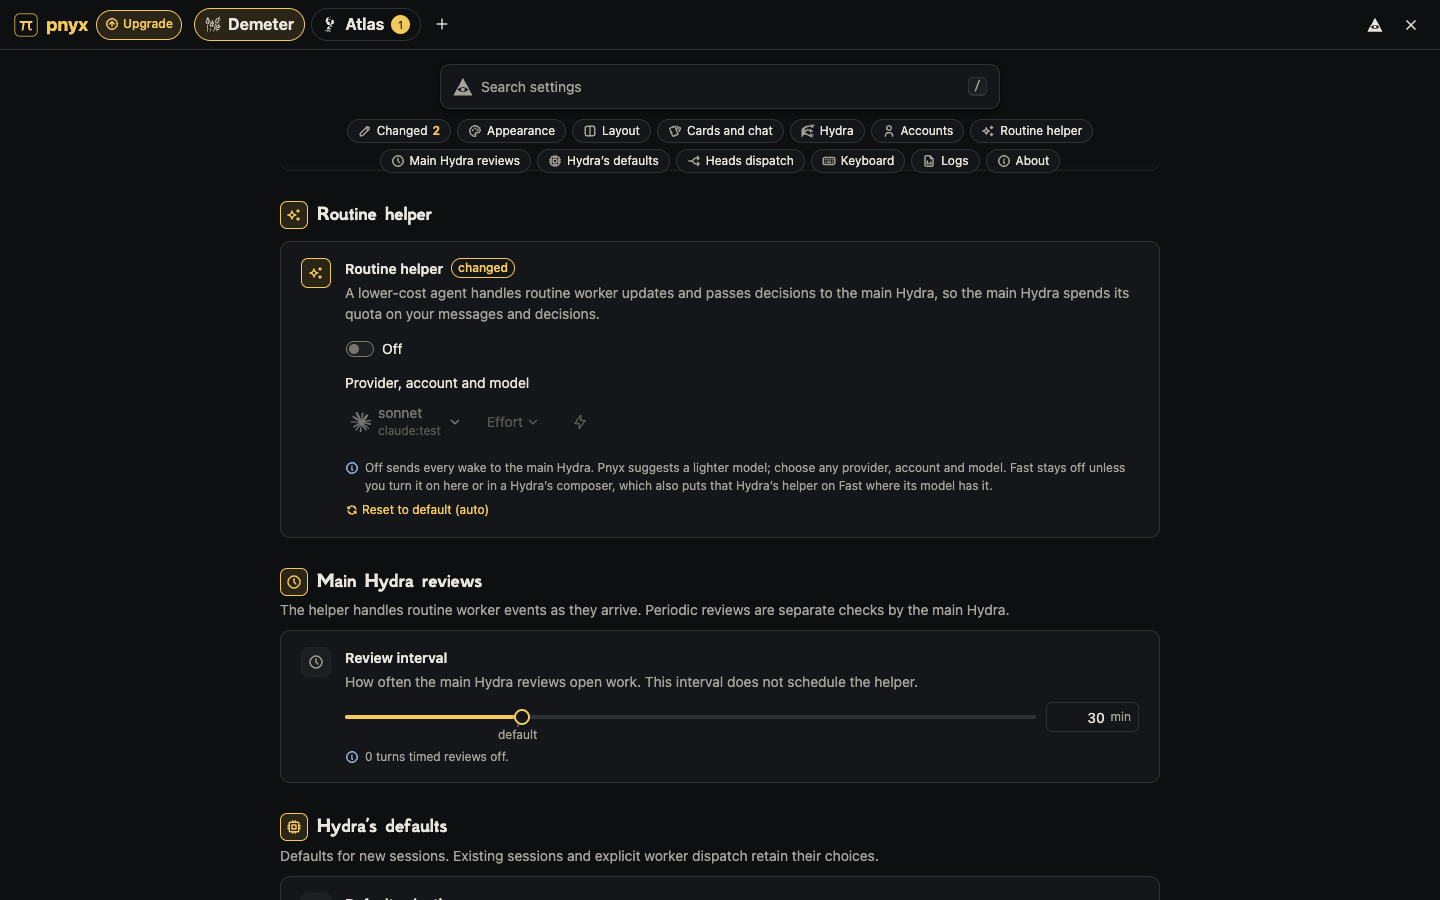 π pnyx Upgrade Demeter Atlas 1 +
Search settings /
Changed 2 Appearance Layout Cards and chat Hydra Accounts Routine helper
Main Hydra reviews Hydra's defaults Heads dispatch Keyboard Logs About
Routine helper
Routine helper changed
A lower-cost agent handles routine worker updates and passes decisions to the main Hydra, so the main Hydra spends its
quota on your messages and decisions.
Off
Provider, account and model
sonnet
claude:test
Effort
Off sends every wake to the main Hydra. Pnyx suggests a lighter model; choose any provider, account and model. Fast stays off unless
you turn it on here or in a Hydra's composer, which also puts that Hydra's helper on Fast where its model has it.
Reset to default (auto)
Main Hydra reviews
The helper handles routine worker events as they arrive. Periodic reviews are separate checks by the main Hydra.
Review interval
How often the main Hydra reviews open work. This interval does not schedule the helper.
30 min
default
0 turns timed reviews off.
Hydra's defaults
Defaults for new sessions. Existing sessions and explicit worker dispatch retain their choices.